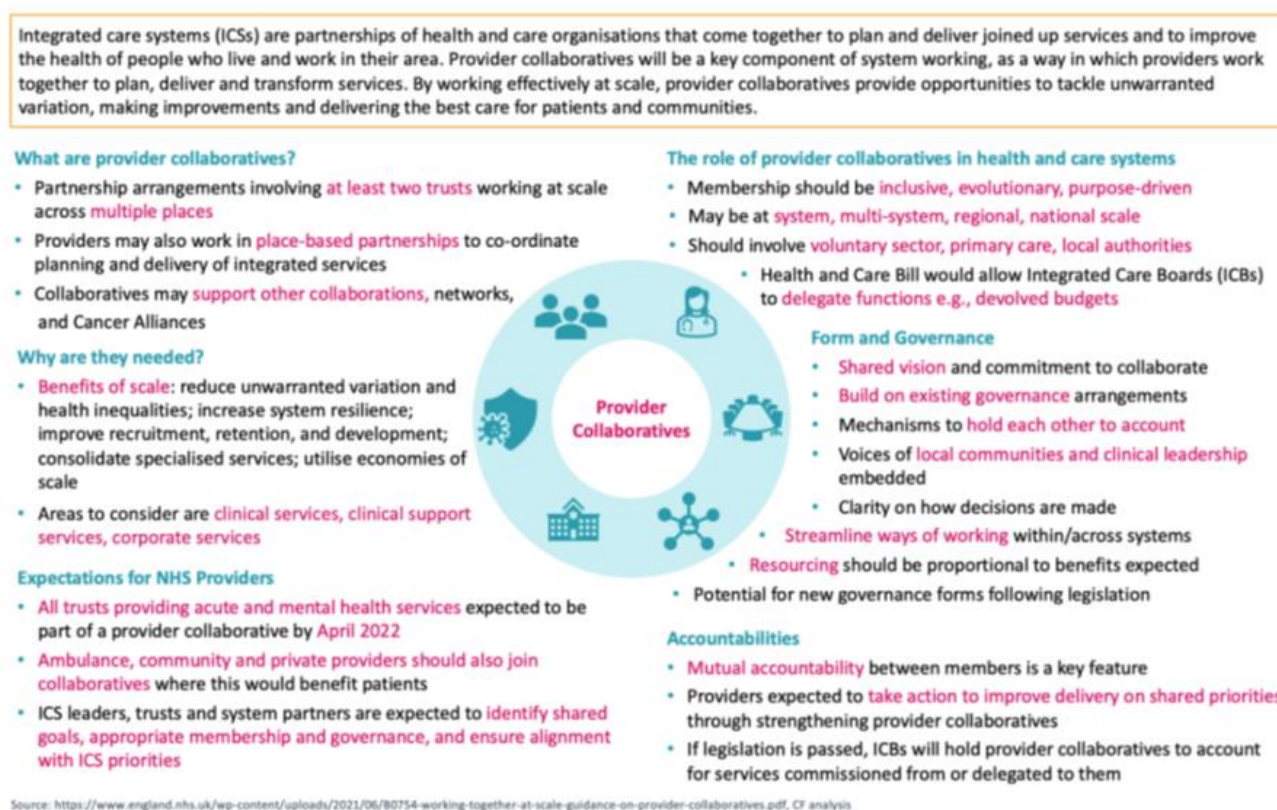 Integrated care systems (ICSs) are partnerships of health and care organisations that come together to plan and deliver joined up services and to improve
the health of people who live and work in their area. Provider collaboratives will be a key component of system working, as a way in which providers work
together to plan, deliver and transform services. By working effectively at scale, provider collaboratives provide opportunities to tackle unwarranted
variation, making improvements and delivering the best care for patients and communities.
What are provider collaboratives?
• Partnership arrangements involving at least two trusts working at scale
across multiple places
• Providers may also work in place-based partnerships to co-ordinate
planning and delivery of integrated services
• Collaboratives may support other collaborations, networks,
and Cancer Alliances
Why are they needed?
• Benefits of scale: reduce unwarranted variation and
health inequalities; increase system resilience;
improve recruitment, retention, and development;
consolidate specialised services; utilise economies of
scale
• Areas to consider are clinical services, clinical support
services, corporate services
Expectations for NHS Providers
• All trusts providing acute and mental health services expected to be
part of a provider collaborative by April 2022
• Ambulance, community and private providers should also join
collaboratives where this would benefit patients
• ICS leaders, trusts and system partners are expected to identify shared
goals, appropriate membership and governance, and ensure alignment
with ICS priorities
Provider
Collaboratives
The role of provider collaboratives in health and care systems
• Membership should be inclusive, evolutionary, purpose-driven
• May be at system, multi-system, regional, national scale
• Should involve voluntary sector, primary care, local authorities
• Health and Care Bill would allow Integrated Care Boards (ICBs)
to delegate functions e.g., devolved budgets
Form and Governance
• Shared vision and commitment to collaborate
• Build on existing governance arrangements
• Mechanisms to hold each other to account
• Voices of local communities and clinical leadership
embedded
• Clarity on how decisions are made
• Streamline ways of working within/across systems
• Resourcing should be proportional to benefits expected
• Potential for new governance forms following legislation
Accountabilities
• Mutual accountability between members is a key feature
• Providers expected to take action to improve delivery on shared priorities
through strengthening provider collaboratives
• If legislation is passed, ICBs will hold provider collaboratives to account
for services commissioned from or delegated to them
Source: https://www.england.nhs.uk/wp-content/uploads/2021/06/B0754-working-together-at-scale-guidance-on-provider-collaboratives.pdf, CF analysis